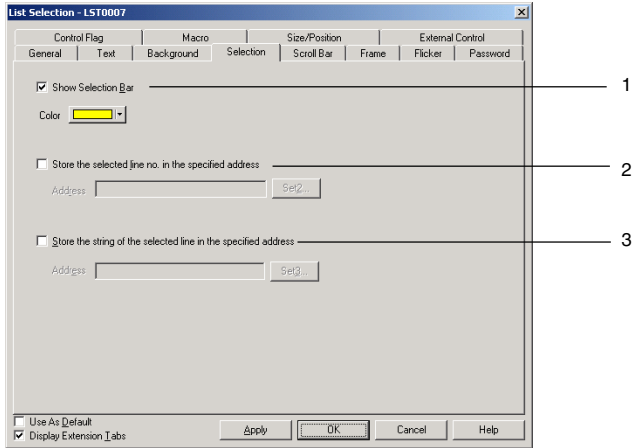 List Selection - LST0007
Control Flag Macro Size/Position External Control
General Text Background Selection Scroll Bar Frame Flicker Password
Show Selection Bar 1
Color
Store the selected line no. in the specified address 2
Address Set2...
Store the string of the selected line in the specified address 3
Address Set3...
Use As Default
Display Extension Tabs Apply OK Cancel Help